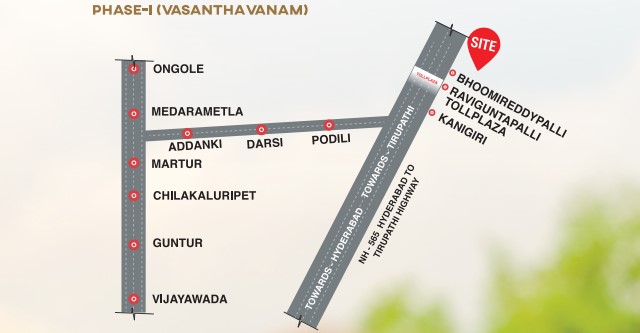 PHASE-I (VASANTHAVANAM)
ONGOLE
MEDARAMETLA
ADDANKI
DARSI
PODILI
MARTUR
CHILAKALURIPET
GUNTUR
VIJAYAWADA
SITE
TOLLPLAZA
BHOOMIREDDYPALLI
RAVIGUNTAPALLI
TOLLPLAZA
KANIGIRI
TOWARDS - HYDERABAD TOWARDS - TIRUPATHI
NH - 565 HYDERABAD TO
TIRUPATHI HIGHWAY